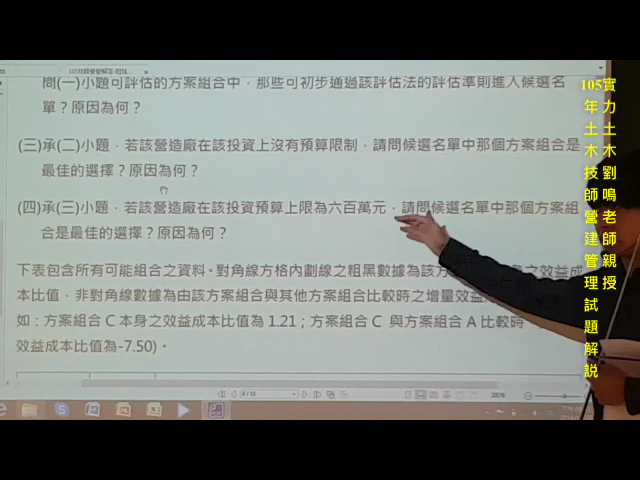 問(一)小題可評估的方案組合中，那些可初步通過該評估法的評估準則進入候選名
單？原因為何？
(三)承(二)小題，若該營造廠在該投資上沒有預算限制，請問候選名單中那個方案組合是
最佳的選擇？原因為何？
(四)承(三)小題，若該營造廠在該投資預算上限為六百萬元，請問候選名單中那個方案組
合是最佳的選擇？原因為何？
下表包含所有可能組合之資料。對角線方格內劃線之粗黑數據為該方 之效益成
本比值，非對角線數據為由該方案組合與其他方案組合比較時之增量效益
如：方案組合 C 本身之效益成本比值為 1.21；方案組合 C 與方案組合 A 比較時
效益成本比值為-7.50)。
105年土木技師營建管理試題解說
實力土木劉鳴老師親授